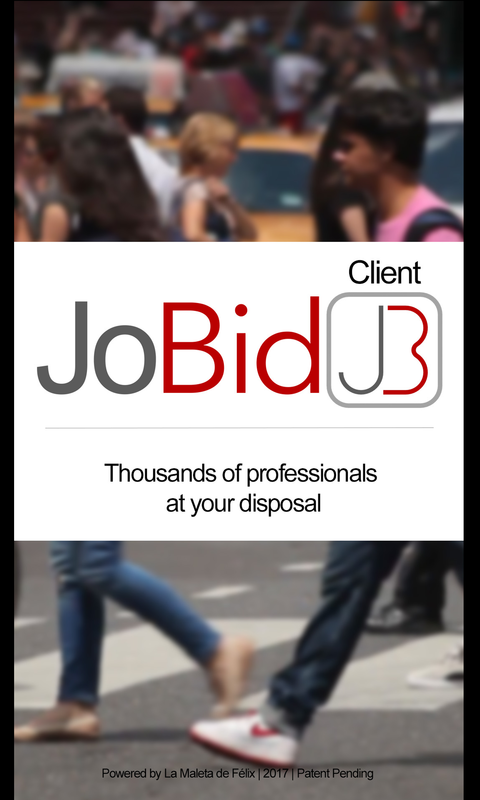 Client
JoBid JB
Thousands of professionals
at your disposal
Powered by La Maleta de Félix | 2017 | Patent Pending